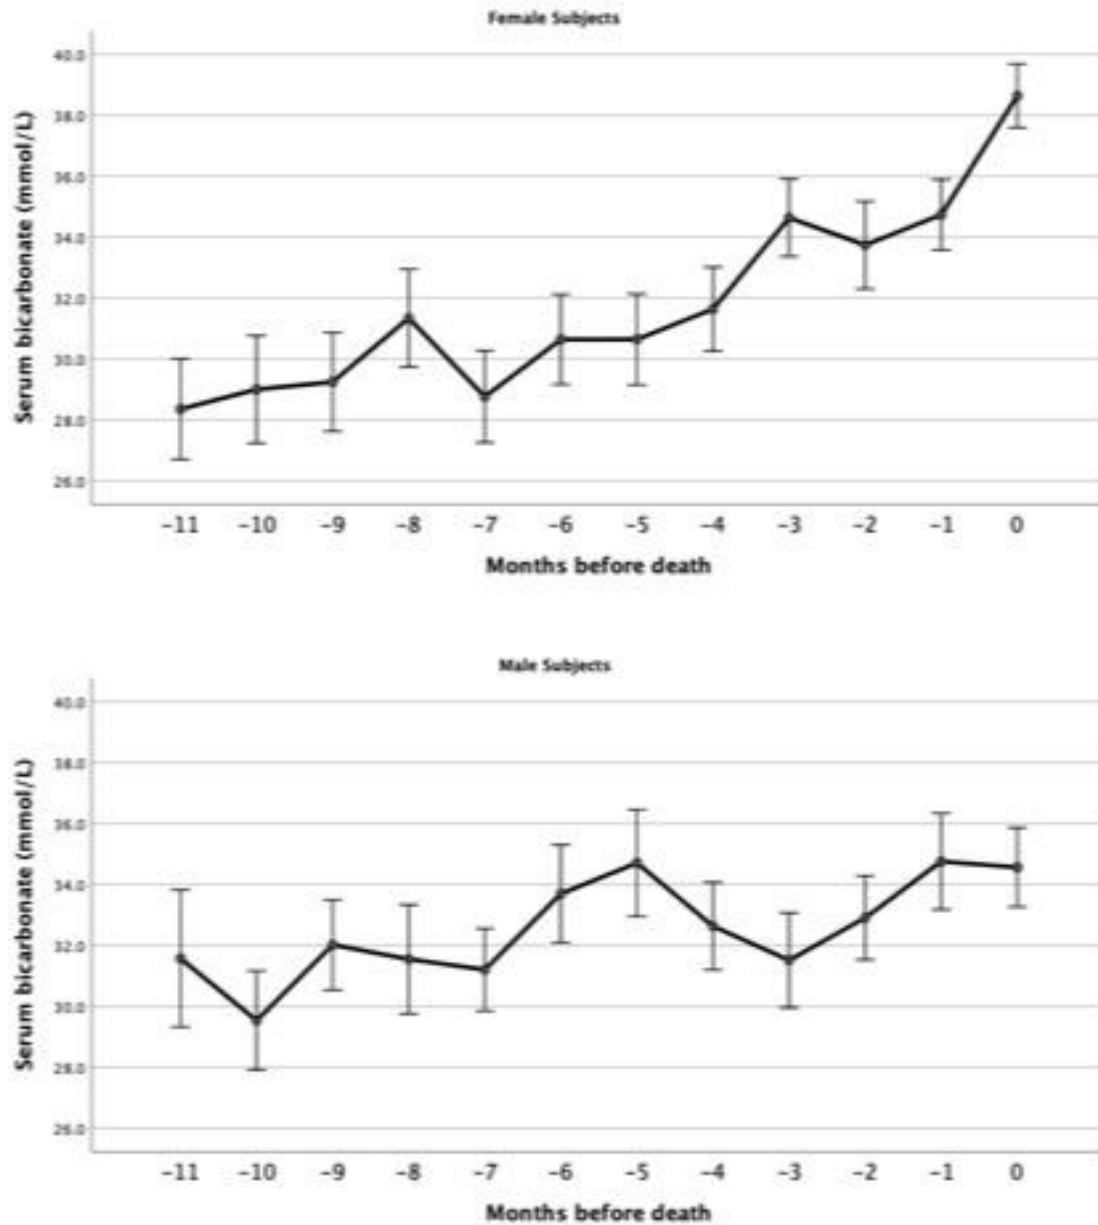 Female Subjects
Serum bicarbonate (mmol/L)
40.0
38.0
36.0
34.0
32.0
30.0
28.0
26.0
-11 -10 -9 -8 -7 -6 -5 -4 -3 -2 -1 0
Months before death
Male Subjects
Serum bicarbonate (mmol/L)
40.0
38.0
36.0
34.0
32.0
30.0
28.0
26.0
-11 -10 -9 -8 -7 -6 -5 -4 -3 -2 -1 0
Months before death